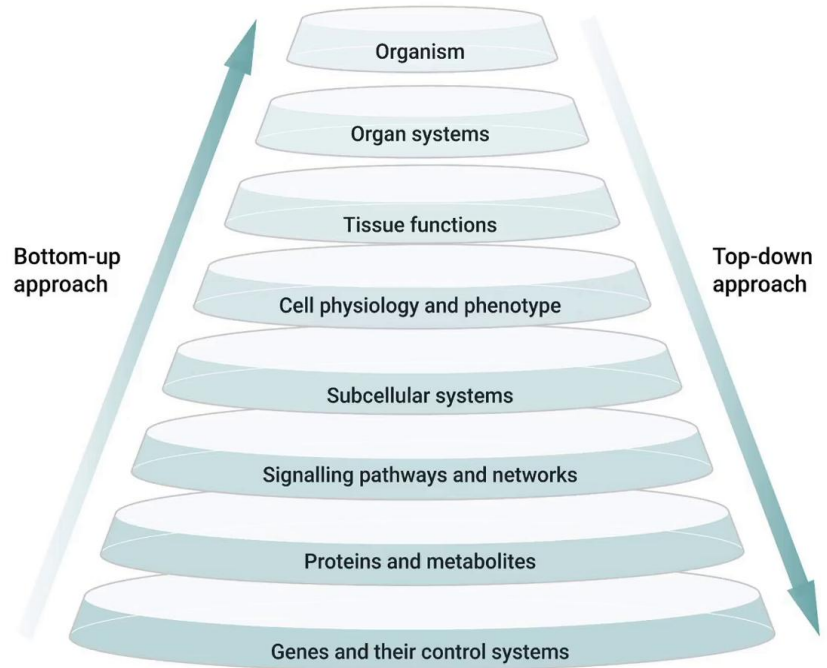 Organism
Organ systems
Tissue functions
Bottom-up
approach
Top-down
approach
Cell physiology and phenotype
Subcellular systems
Signalling pathways and networks
Proteins and metabolites
Genes and their control systems